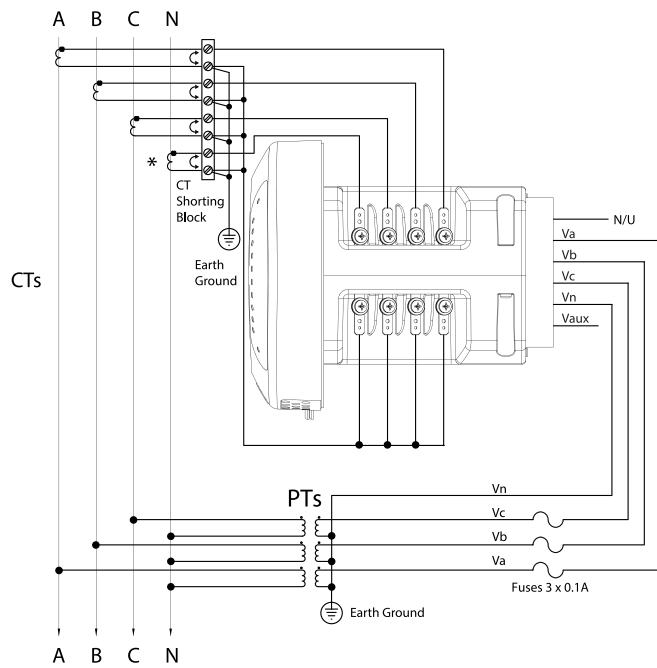 A B C N
*
CT
Shorting
Block
Earth
Ground
CTs
N/U
Va
Vb
Vc
Vn
Vaux
PTs
Vn
Vc
Vb
Va
Fuses 3 x 0.1A
Earth Ground
A B C N